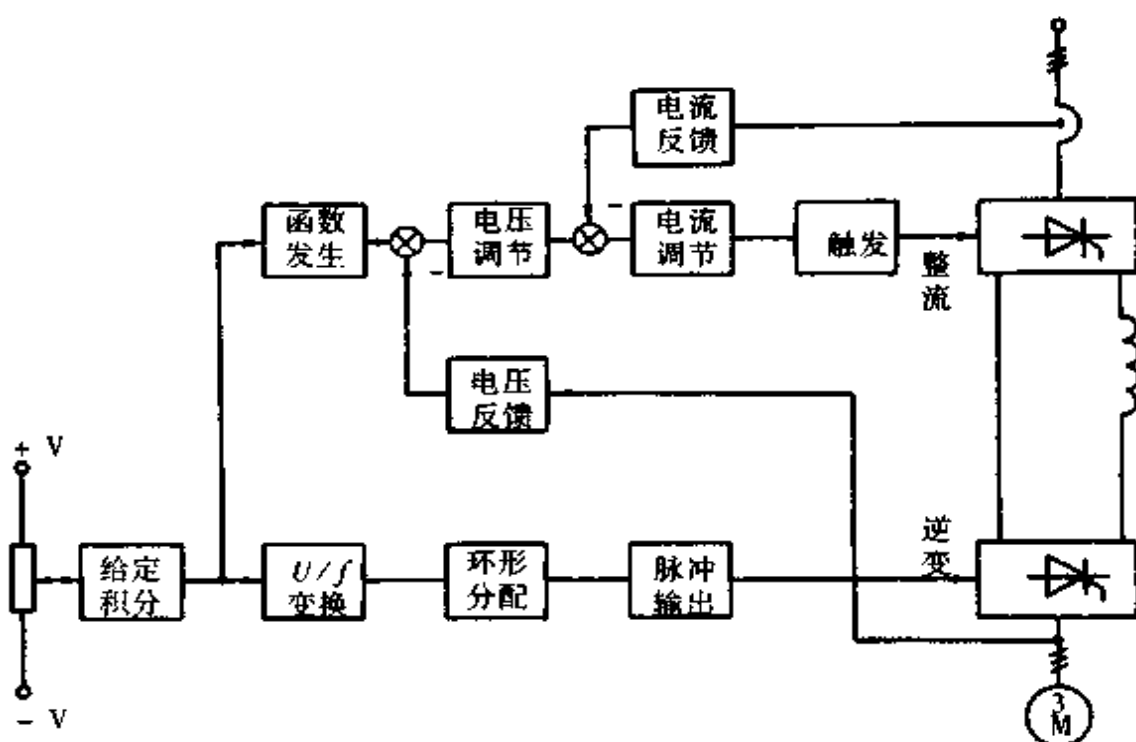 电流
反馈
函数
发生
电压
调节
电流
调节
触发
整
流
电压
反馈
+ V
给定
积分
U/f
变换
环形
分配
脉冲
输出
逆
变
- V
3
M